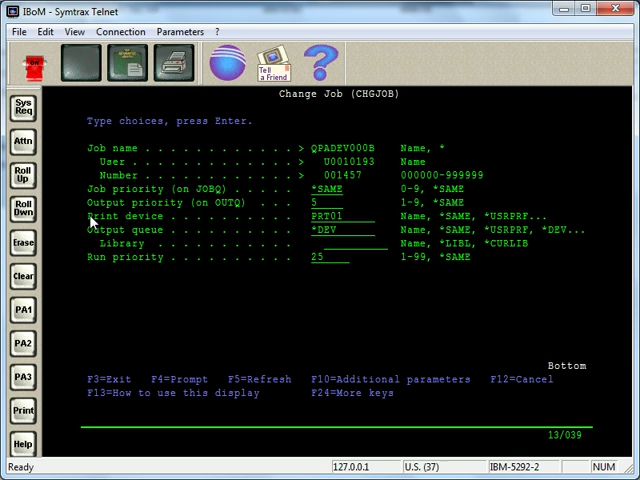 IBoM - Symtrax Telnet
File Edit View Connection Parameters ?
ON
Tell a Friend
Sys Req
Attn
Roll Up
Roll Dwn
Erase
Clear
PA1
PA2
PA3
Print
Help
Change Job (CHGJOB)
Type choices, press Enter.
Job name . . . . . . . . . . . . > QPADEV000B Name, *
User . . . . . . . . . . . . > U0010193 Name
Number . . . . . . . . . . . > 001457 000000-999999
Job priority (on JOBQ) . . . . . *SAME 0-9, *SAME
Output priority (on OUTQ) . . . 5 1-9, *SAME
Print device . . . . . . . . . . PRT01 Name, *SAME, *USRPRF...
Output queue . . . . . . . . . . *DEV Name, *SAME, *USRPRF, *DEV...
Library . . . . . . . . . . . Name, *LIBL, *CURLIB
Run priority . . . . . . . . . . 25 1-99, *SAME
Bottom
F3=Exit F4=Prompt F5=Refresh F10=Additional parameters F12=Cancel
F13=How to use this display F24=More keys
13/039
Ready 127.0.0.1 U.S. (37) IBM-5292-2 NUM